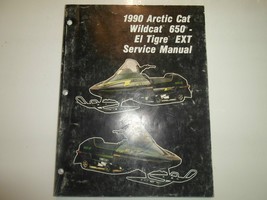 1990 Arctic Cat
Wildcat 650 -
El Tigre EXT
Service Manual